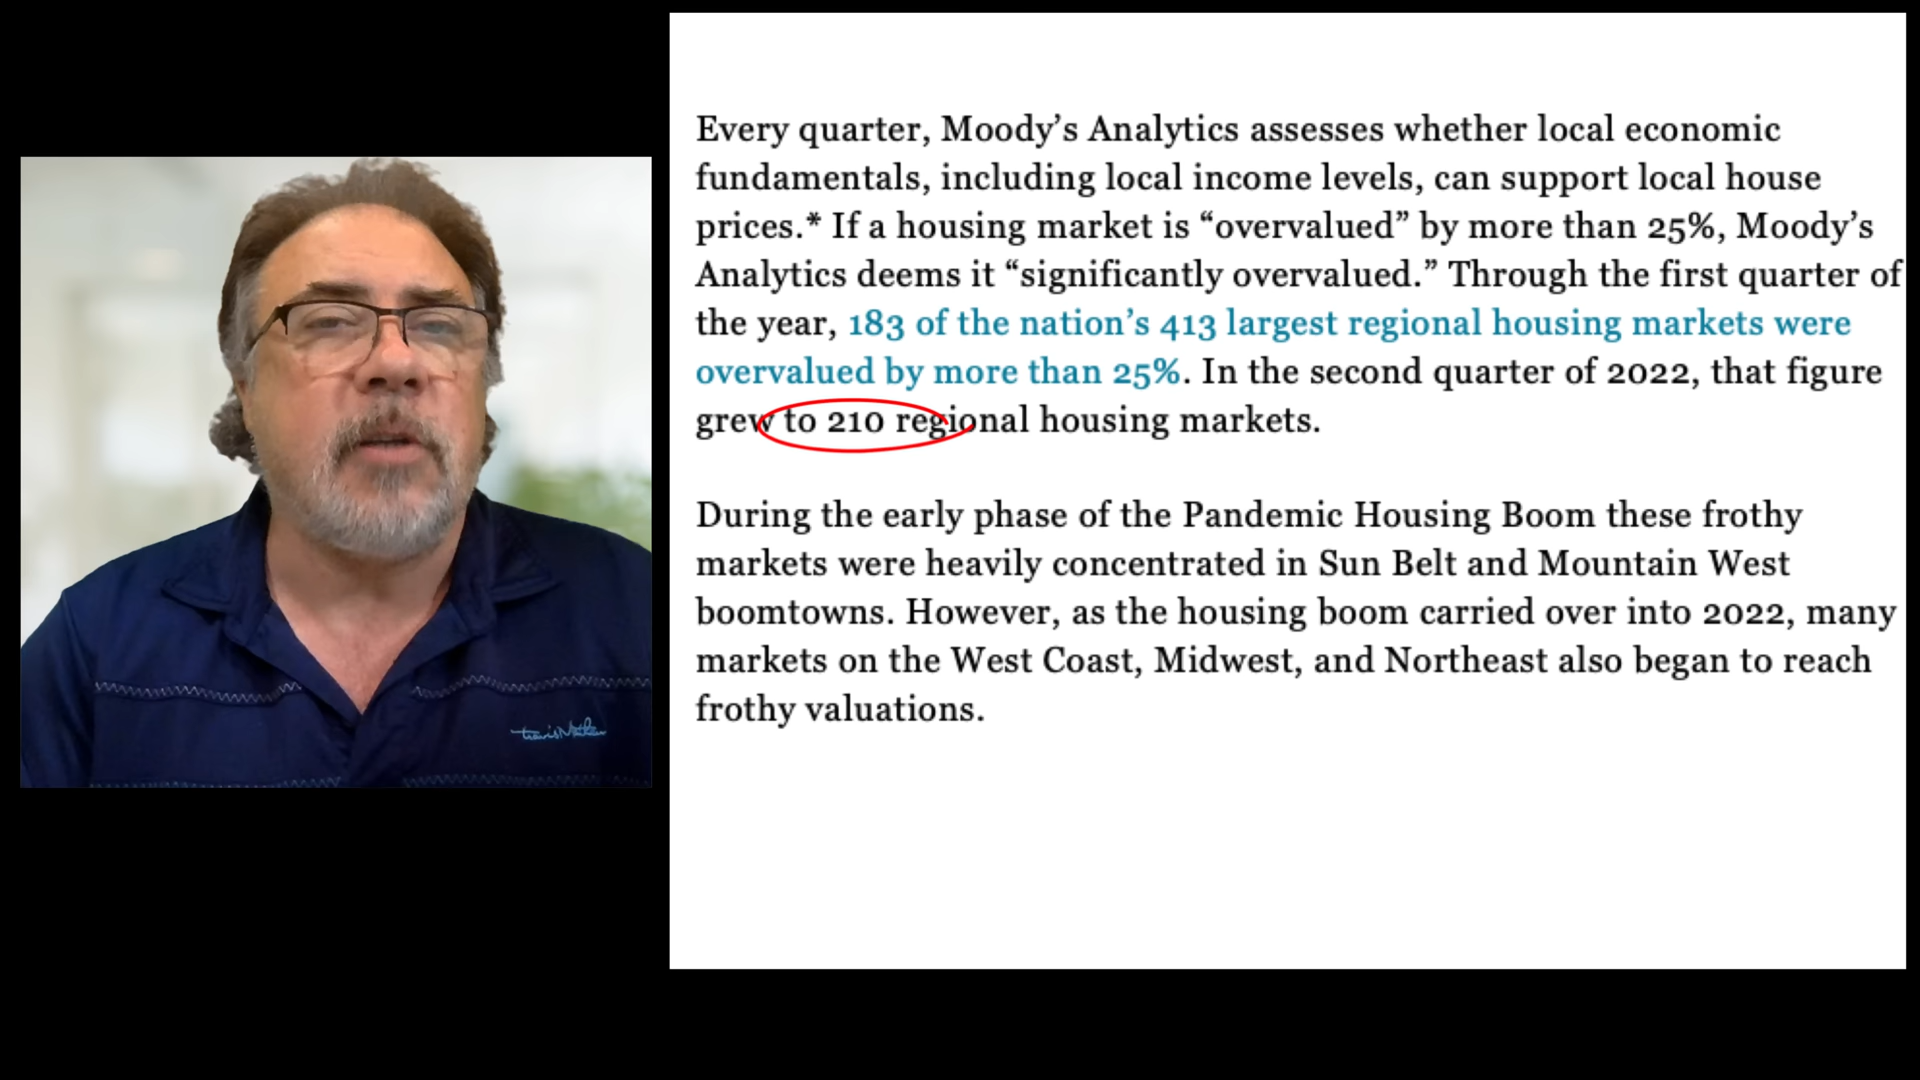 Every quarter, Moody’s Analytics assesses whether local economic
fundamentals, including local income levels, can support local house
prices.* If a housing market is “overvalued” by more than 25%, Moody’s
Analytics deems it “significantly overvalued.” Through the first quarter of
the year, 183 of the nation’s 413 largest regional housing markets were
overvalued by more than 25%. In the second quarter of 2022, that figure
grew to 210 regional housing markets.
During the early phase of the Pandemic Housing Boom these frothy
markets were heavily concentrated in Sun Belt and Mountain West
boomtowns. However, as the housing boom carried over into 2022, many
markets on the West Coast, Midwest, and Northeast also began to reach
frothy valuations.
travisMathew